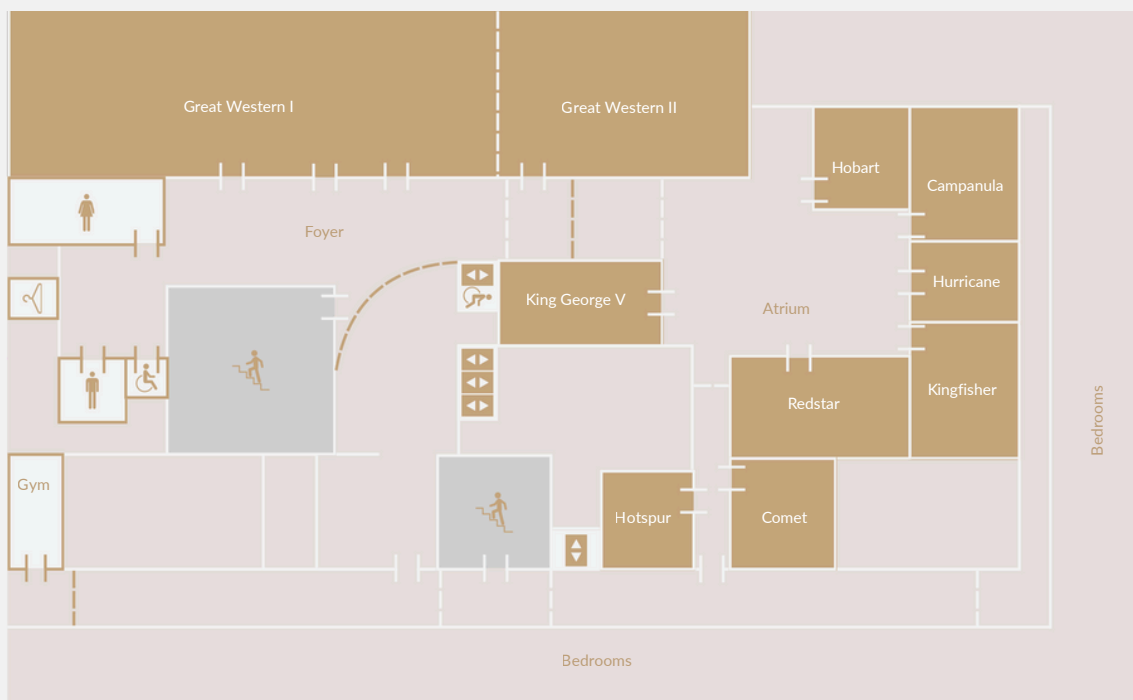 Great Western I
Great Western II
Hobart
Campanula
Foyer
Hurricane
King George V
Atrium
Kingfisher
Redstar
Bedrooms
Gym
Hotspur
Comet
Bedrooms